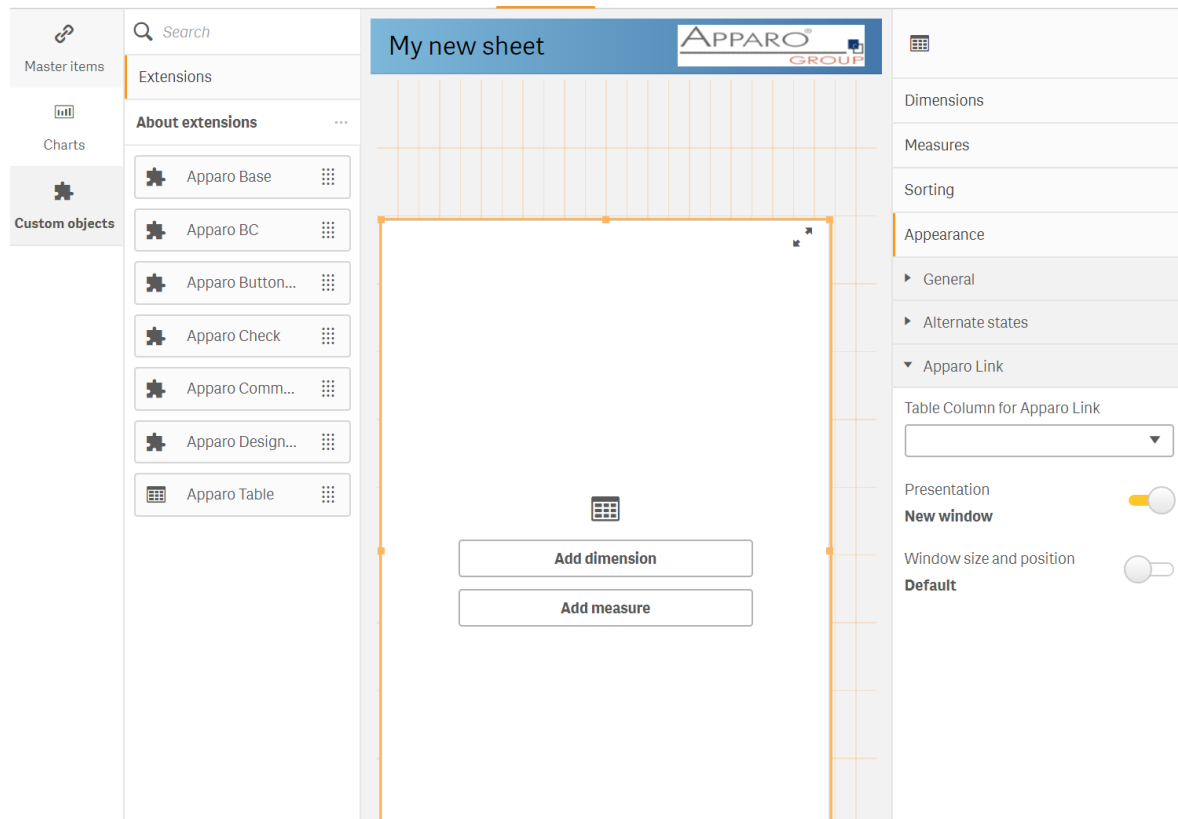 Master items
Charts
Custom objects
Search
Extensions
About extensions
Apparo Base
Apparo BC
Apparo Button...
Apparo Check
Apparo Comm...
Apparo Design...
Apparo Table
My new sheet
APPARO
GROUP
Add dimension
Add measure
Dimensions
Measures
Sorting
Appearance
General
Alternate states
Apparo Link
Table Column for Apparo Link
Presentation
New window
Window size and position
Default